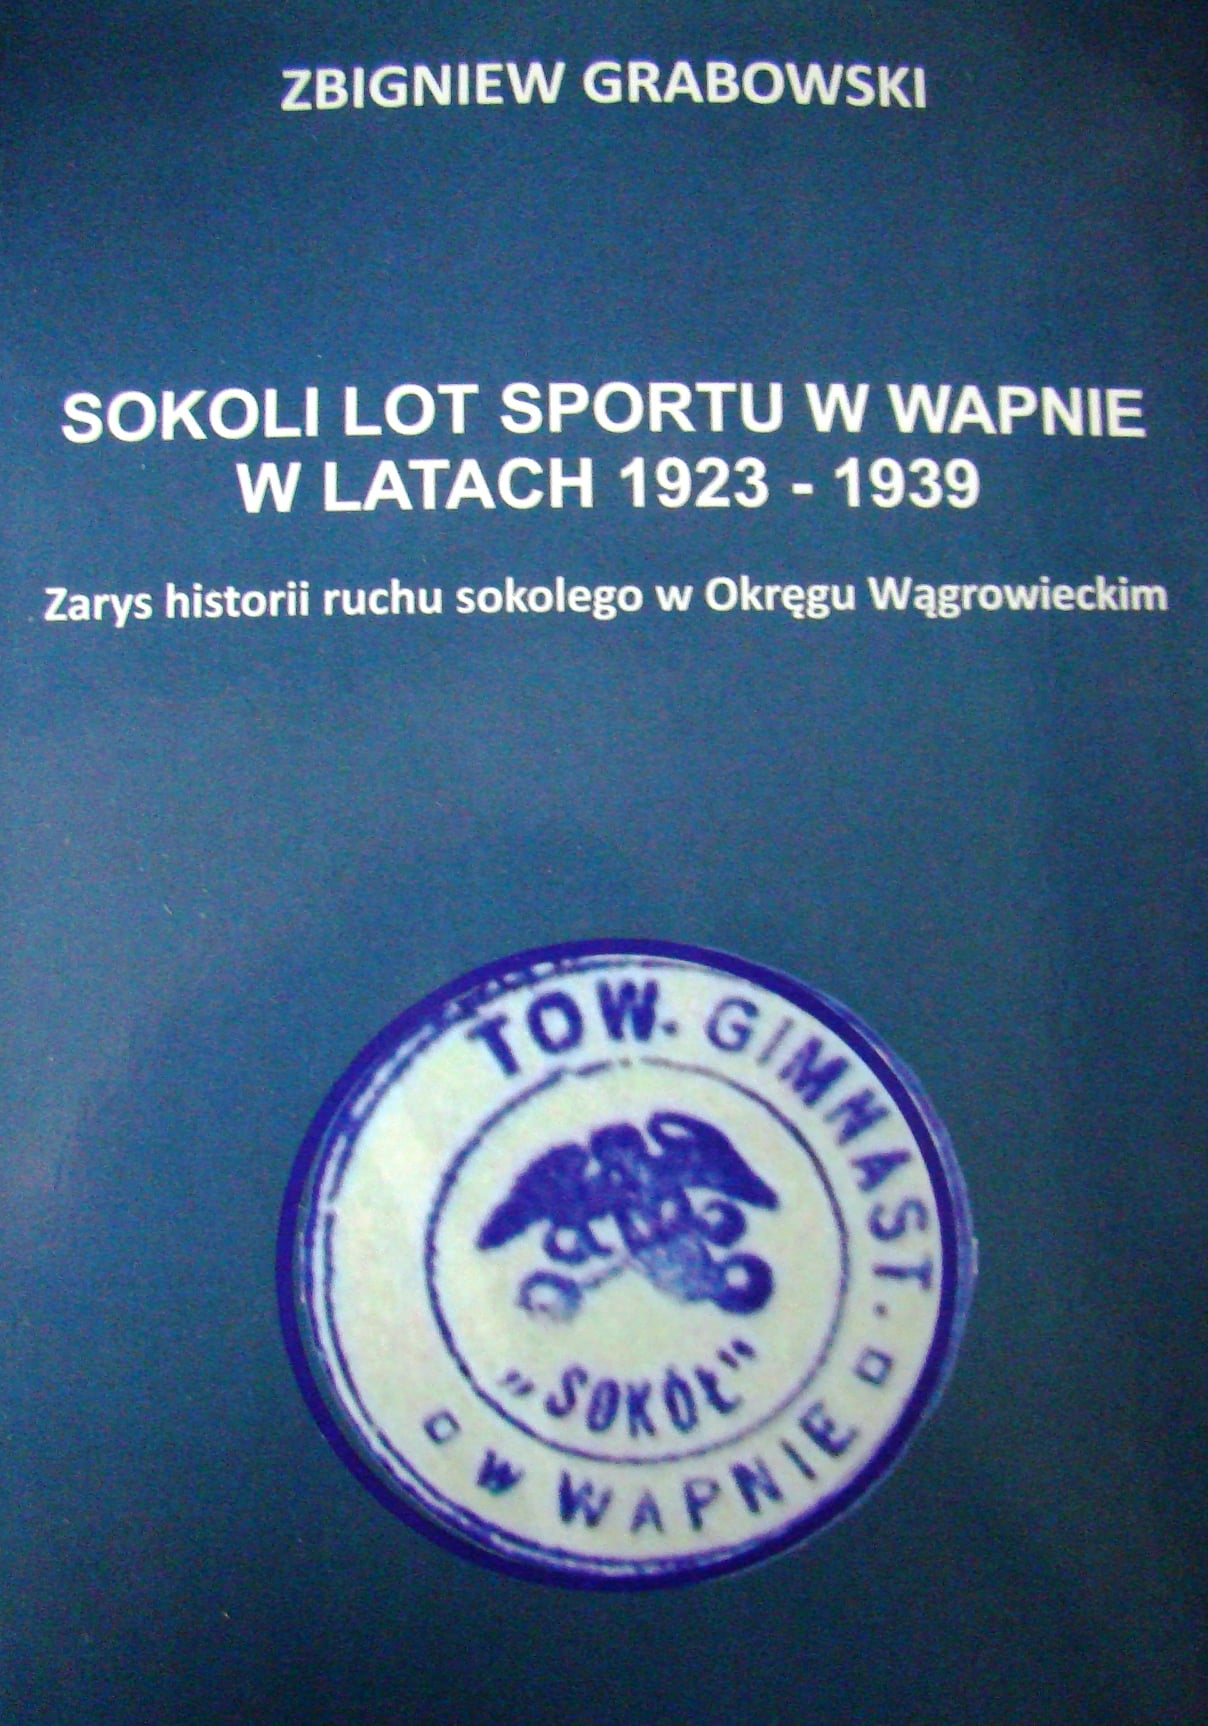 ZBIGNIEW GRABOWSKI
SOKOLI LOT SPORTU W WAPNIE
W LATACH 1923 - 1939
Zarys historii ruchu sokolego w Okręgu Wągrowieckim
TOW. GIMNAST.
„SOKÓŁ"
W WAPNIE